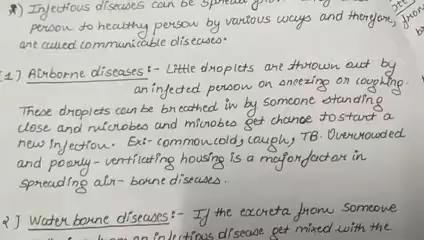 *) Infectious diseases can be spread
person to healthy person by various ways and therefore, from
are called communicable diseases.
1] Airborne diseases :- Little droplets are thrown out by
an infected person on sneezing or coughing.
These droplets can be breathed in by someone standing
close and microbes and microbes get chance to start a
new infection. Ex:- common cold, cough, TB. Overcrowded
and poorly-ventilating housing is a major factor in
spreading air-borne diseases.
2] Water borne diseases :- If the excreta from someone
an infectious disease get mixed with the